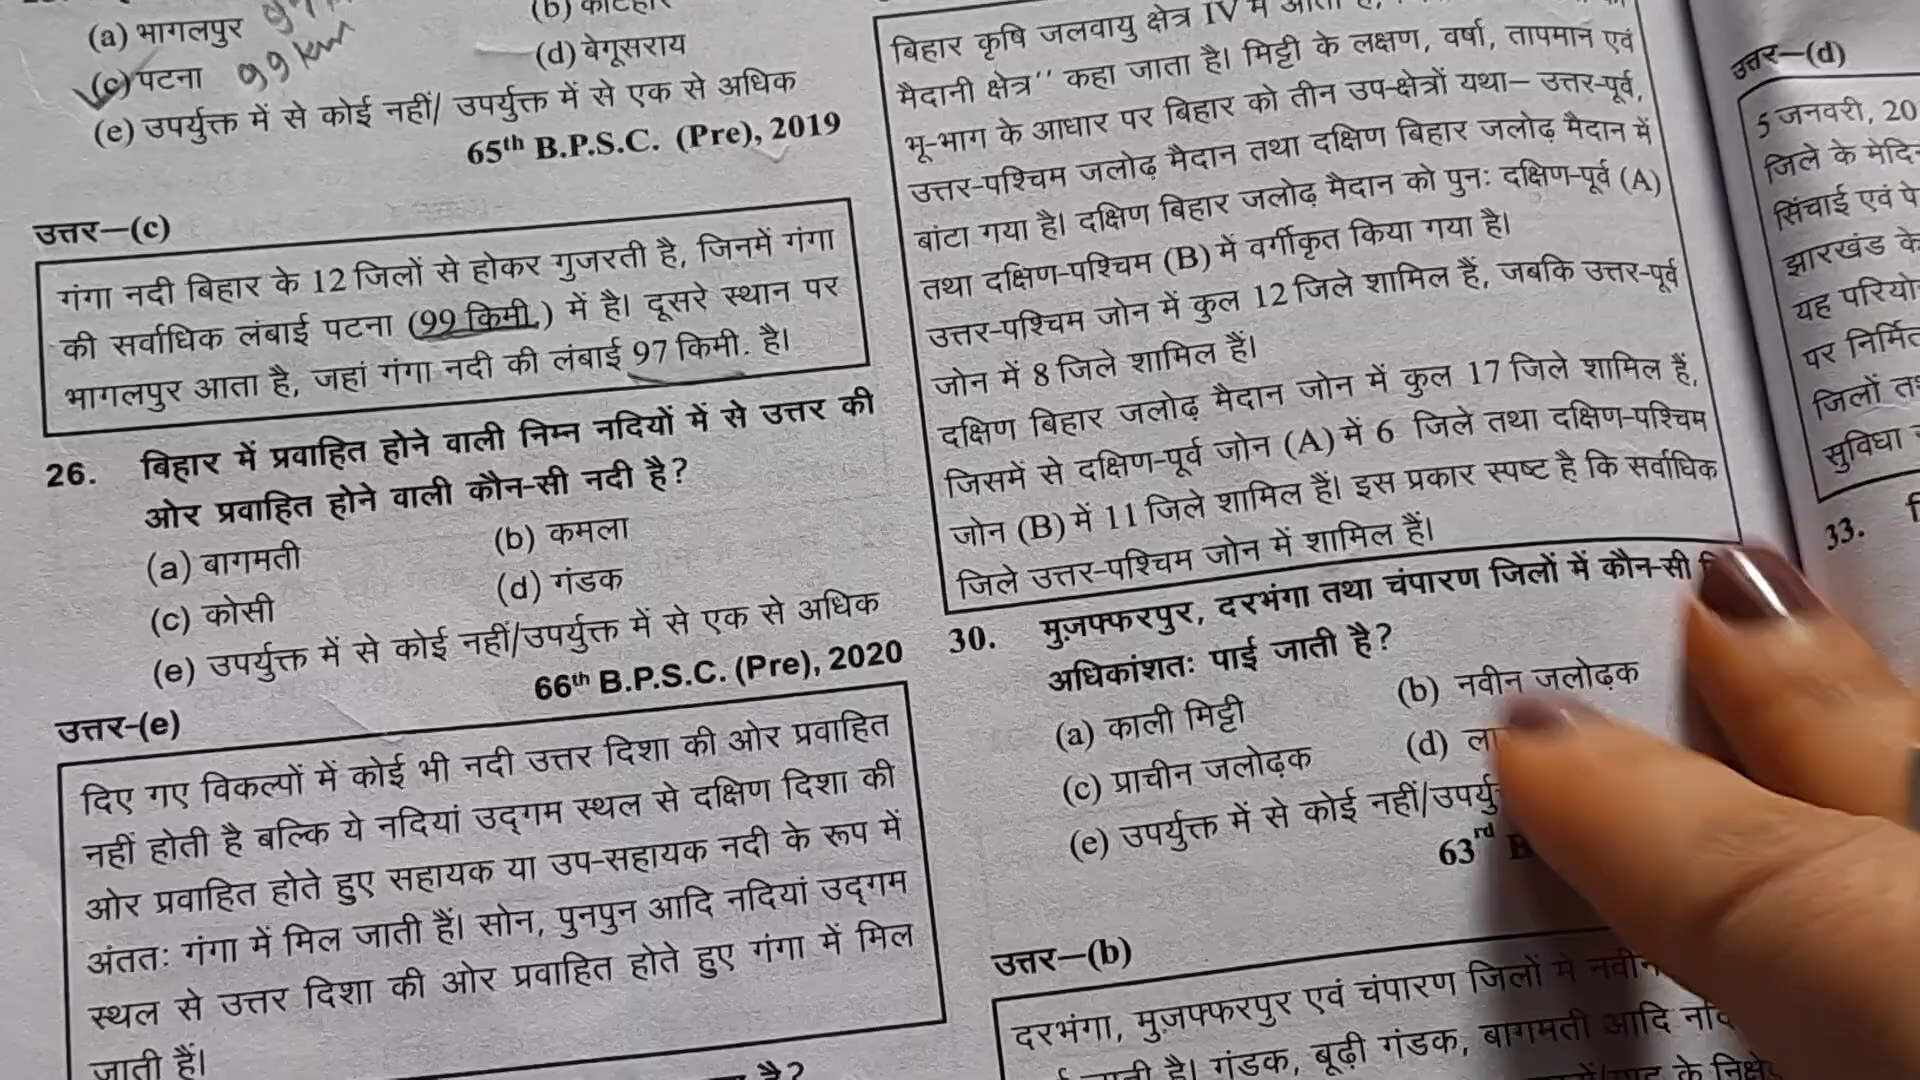 (b) कटिहार
(a) भागलपुर
(d) बेगूसराय
(c) पटना 99 km
(e) उपर्युक्त में से कोई नहीं/ उपर्युक्त में से एक से अधिक
65th B.P.S.C. (Pre), 2019
उत्तर—(c)
गंगा नदी बिहार के 12 जिलों से होकर गुजरती है, जिनमें गंगा
की सर्वाधिक लंबाई पटना (99 किमी.) में है। दूसरे स्थान पर
भागलपुर आता है, जहां गंगा नदी की लंबाई 97 किमी. है।
26. बिहार में प्रवाहित होने वाली निम्न नदियों में से उत्तर की
ओर प्रवाहित होने वाली कौन-सी नदी है?
(a) बागमती (b) कमला
(c) कोसी (d) गंडक
(e) उपर्युक्त में से कोई नहीं/उपर्युक्त में से एक से अधिक
66th B.P.S.C. (Pre), 2020
उत्तर-(e)
दिए गए विकल्पों में कोई भी नदी उत्तर दिशा की ओर प्रवाहित
नहीं होती है बल्कि ये नदियां उद्गम स्थल से दक्षिण दिशा की
ओर प्रवाहित होते हुए सहायक या उप-सहायक नदी के रूप में
अंततः गंगा में मिल जाती हैं। सोन, पुनपुन आदि नदियां उद्गम
स्थल से उत्तर दिशा की ओर प्रवाहित होते हुए गंगा में मिल
जाती हैं।
है?
बिहार कृषि जलवायु क्षेत्र IV में आता है,
मैदानी क्षेत्र'' कहा जाता है। मिट्टी के लक्षण, वर्षा, तापमान एवं
भू-भाग के आधार पर बिहार को तीन उप-क्षेत्रों यथा— उत्तर-पूर्व,
उत्तर-पश्चिम जलोढ़ मैदान तथा दक्षिण बिहार जलोढ़ मैदान में
बांटा गया है। दक्षिण बिहार जलोढ़ मैदान को पुनः दक्षिण-पूर्व (A)
तथा दक्षिण-पश्चिम (B) में वर्गीकृत किया गया है।
उत्तर-पश्चिम जोन में कुल 12 जिले शामिल हैं, जबकि उत्तर-पूर्व
जोन में 8 जिले शामिल हैं।
दक्षिण बिहार जलोढ़ मैदान जोन में कुल 17 जिले शामिल हैं,
जिसमें से दक्षिण-पूर्व जोन (A) में 6 जिले तथा दक्षिण-पश्चिम
जोन (B) में 11 जिले शामिल हैं। इस प्रकार स्पष्ट है कि सर्वाधिक
जिले उत्तर-पश्चिम जोन में शामिल हैं।
30. मुज़फ्फरपुर, दरभंगा तथा चंपारण जिलों में कौन-सी
अधिकांशतः पाई जाती है?
(a) काली मिट्टी (b) नवीन जलोढ़क
(c) प्राचीन जलोढ़क (d)
(e) उपर्युक्त में से कोई नहीं/
63rd
उत्तर—(b)
दरभंगा, मुज़फ्फरपुर एवं चंपारण जिलों में नवीन
है। गंडक, बूढ़ी गंडक, बागमती आदि
के
उत्तर—(d)
5 जनवरी,
जिले के
सिंचाई एवं
झारखंड के
यह
पर
जिलों
सुविधा
33.